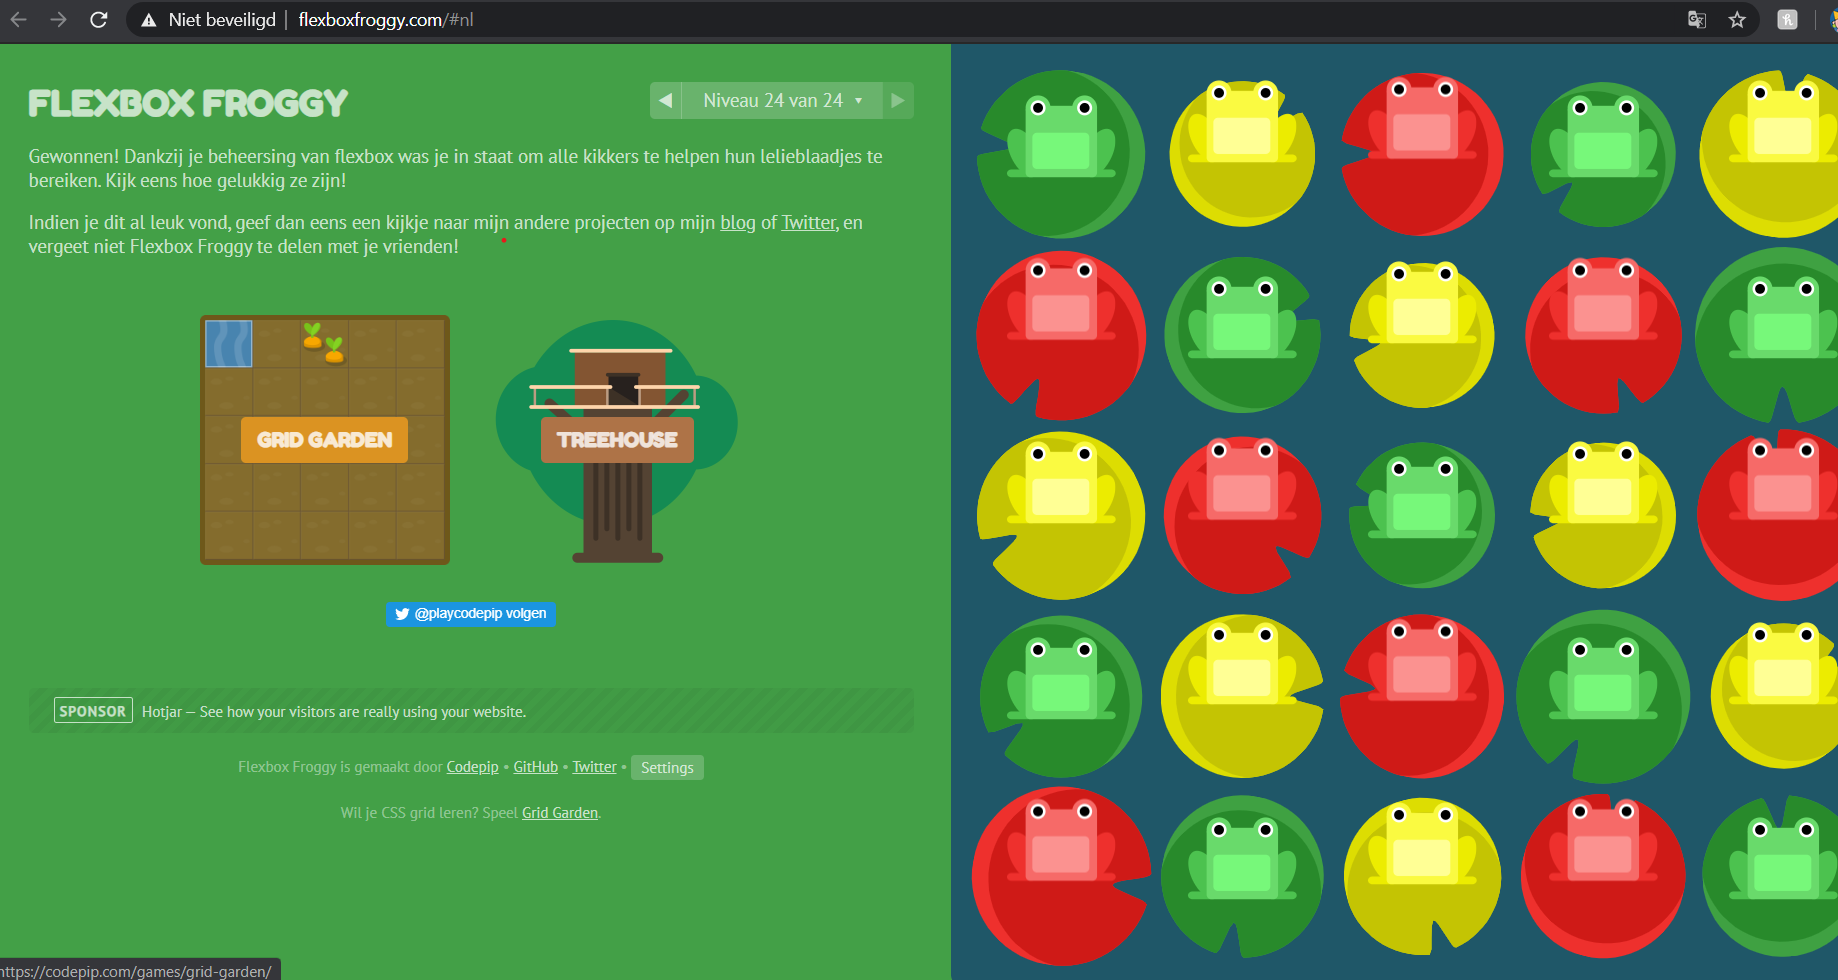 Niet beveiligd | flexboxfroggy.com/#nl
FLEXBOX FROGGY
Niveau 24 van 24
Gewonnen! Dankzij je beheersing van flexbox was je in staat om alle kikkers te helpen hun lelieblaadjes te
bereiken. Kijk eens hoe gelukkig ze zijn!
Indien je dit al leuk vond, geef dan eens een kijkje naar mijn andere projecten op mijn blog of Twitter, en
vergeet niet Flexbox Froggy te delen met je vrienden!
GRID GARDEN
TREEHOUSE
@playcodepip volgen
SPONSOR Hotjar — See how your visitors are really using your website.
Flexbox Froggy is gemaakt door Codepip • GitHub • Twitter • Settings
Wil je CSS grid leren? Speel Grid Garden.
https://codepip.com/games/grid-garden/